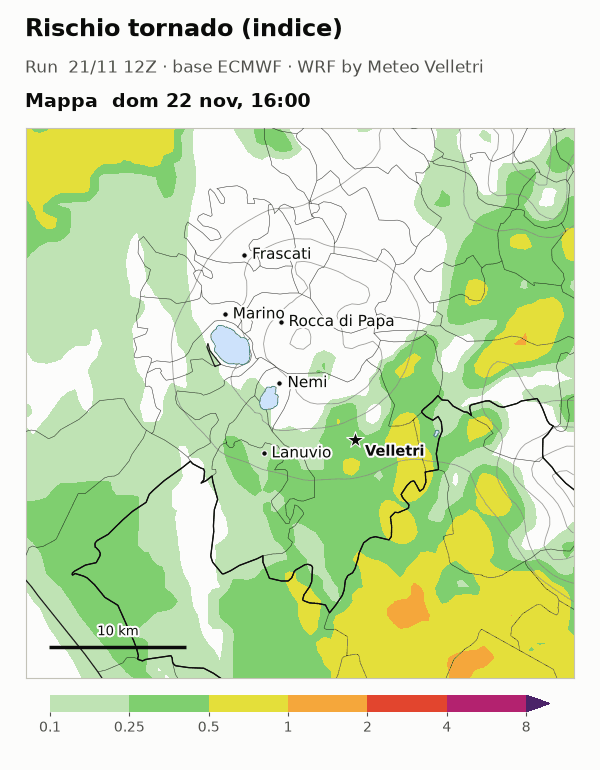 Rischio tornado (indice)
Run  21/11 12Z · base ECMWF · WRF by Meteo Velletri
Mappa  dom 22 nov, 16:00
Frascati
Marino
Rocca di Papa
Nemi
Velletri
Lanuvio
10 km
0.1 0.25 0.5 1 2 4 8